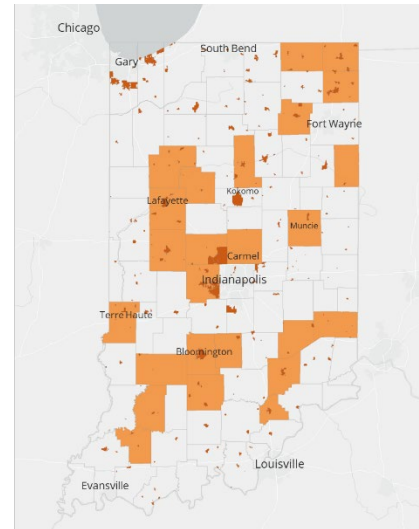 Chicago
South Bend
Gary
Fort Wayne
Kokomo
Lafayette
Muncie
Carmel
Indianapolis
Terre Haute
Bloomington
Louisville
Evansville